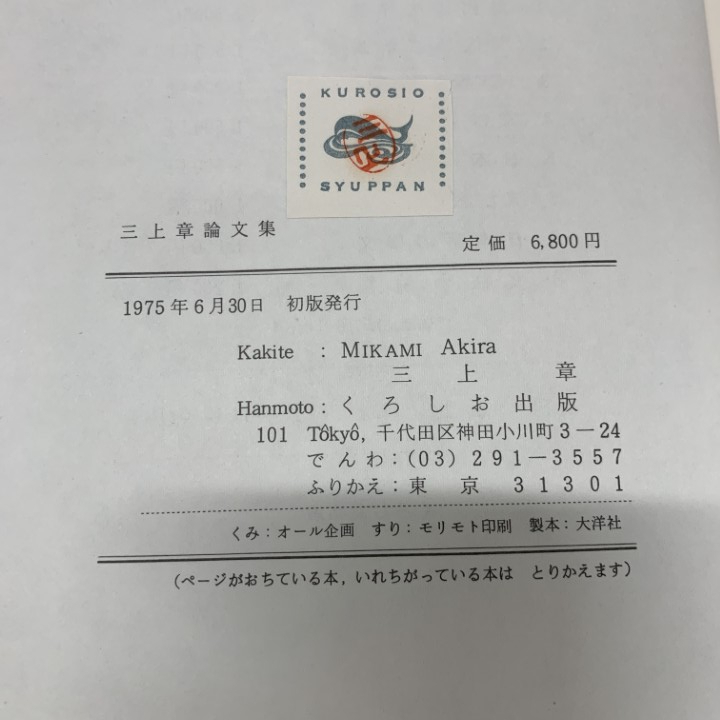 KUROSIO
SYUPPAN
三上章論文集
定価 6,800円
1975年6月30日 初版発行
Kakite : MIKAMI Akira
三上章
Hanmoto : くろしお出版
101 Tôkyô, 千代田区神田小川町3—24
でんわ：(03) 291—3557
ふりかえ：東京 31301
くみ：オール企画 すり：モリモト印刷 製本：大洋社
(ページがおちている本，いれちがっている本は とりかえます)